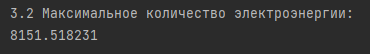 3.2 Максимальное количество электроэнергии:
8151.518231